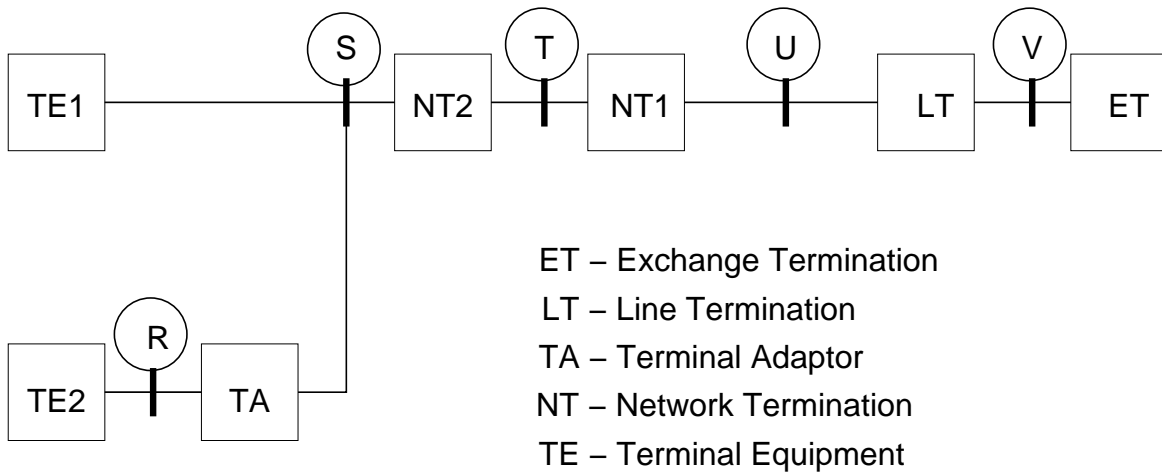 S T U V
TE1 NT2 NT1 LT ET
ET – Exchange Termination
LT – Line Termination
R
TA – Terminal Adaptor
TE2 TA
NT – Network Termination
TE – Terminal Equipment